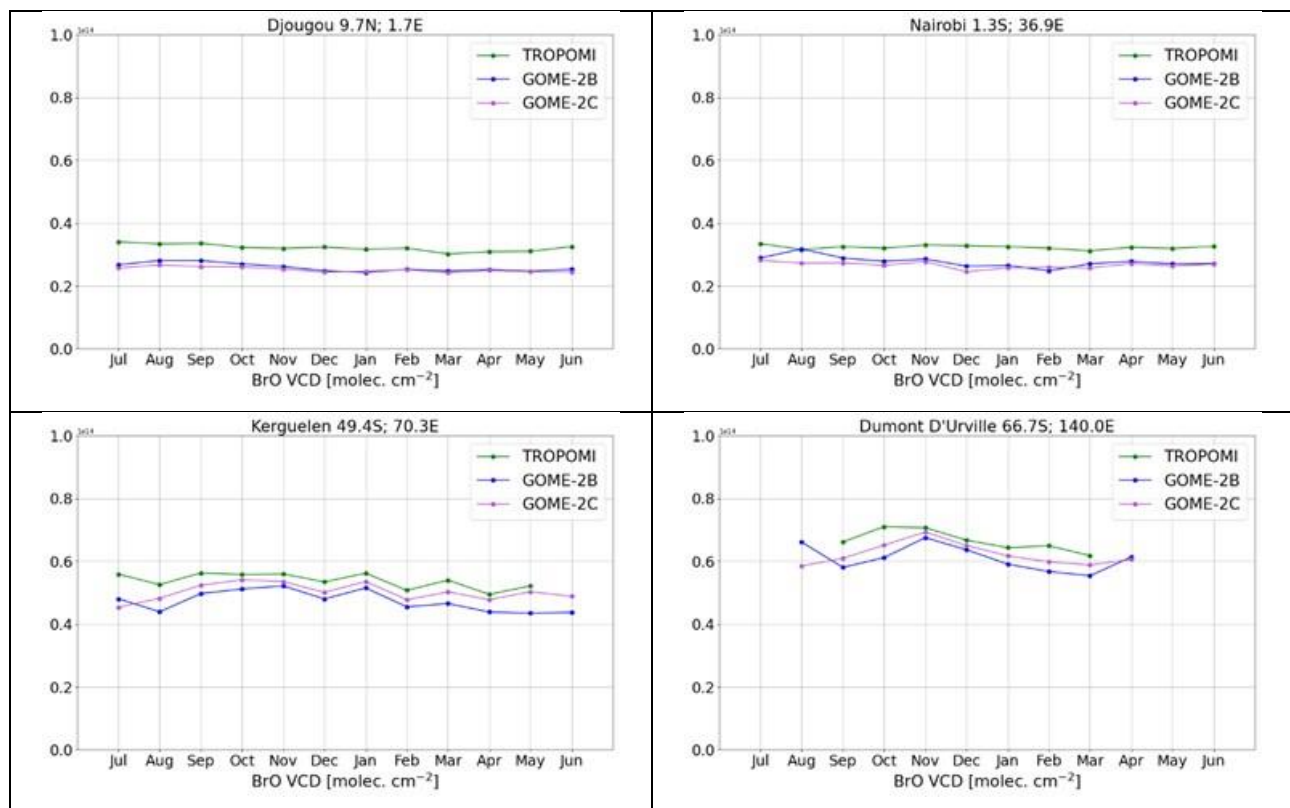 Djougou 9.7N; 1.7E
1e14
TROPOMI
GOME-2B
GOME-2C
1.0
0.8
0.6
0.4
0.2
0.0
Jul Aug Sep Oct Nov Dec Jan Feb Mar Apr May Jun
BrO VCD [molec. cm⁻²]
Nairobi 1.3S; 36.9E
1e14
TROPOMI
GOME-2B
GOME-2C
1.0
0.8
0.6
0.4
0.2
0.0
Jul Aug Sep Oct Nov Dec Jan Feb Mar Apr May Jun
BrO VCD [molec. cm⁻²]
Kerguelen 49.4S; 70.3E
1e14
TROPOMI
GOME-2B
GOME-2C
1.0
0.8
0.6
0.4
0.2
0.0
Jul Aug Sep Oct Nov Dec Jan Feb Mar Apr May Jun
BrO VCD [molec. cm⁻²]
Dumont D'Urville 66.7S; 140.0E
1e14
TROPOMI
GOME-2B
GOME-2C
1.0
0.8
0.6
0.4
0.2
0.0
Jul Aug Sep Oct Nov Dec Jan Feb Mar Apr May Jun
BrO VCD [molec. cm⁻²]